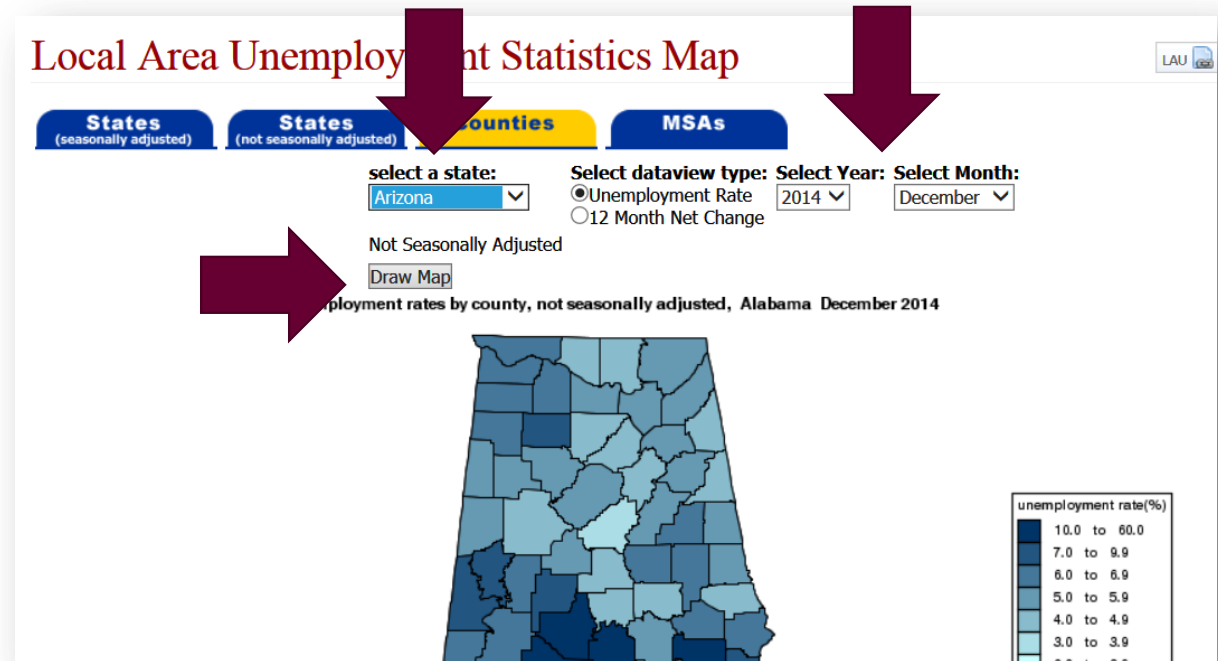 Local Area Unemploy nt Statistics Map
LAU
States
(seasonally adjusted)
States
(not seasonally adjusted)
ounties
MSAs
select a state:
Arizona
Select dataview type:
Unemployment Rate
12 Month Net Change
Select Year:
2014
Select Month:
December
Not Seasonally Adjusted
Draw Map
ployment rates by county, not seasonally adjusted, Alabama December 2014
unemployment rate(%)
10.0 to 60.0
7.0 to 9.9
6.0 to 6.9
5.0 to 5.9
4.0 to 4.9
3.0 to 3.9